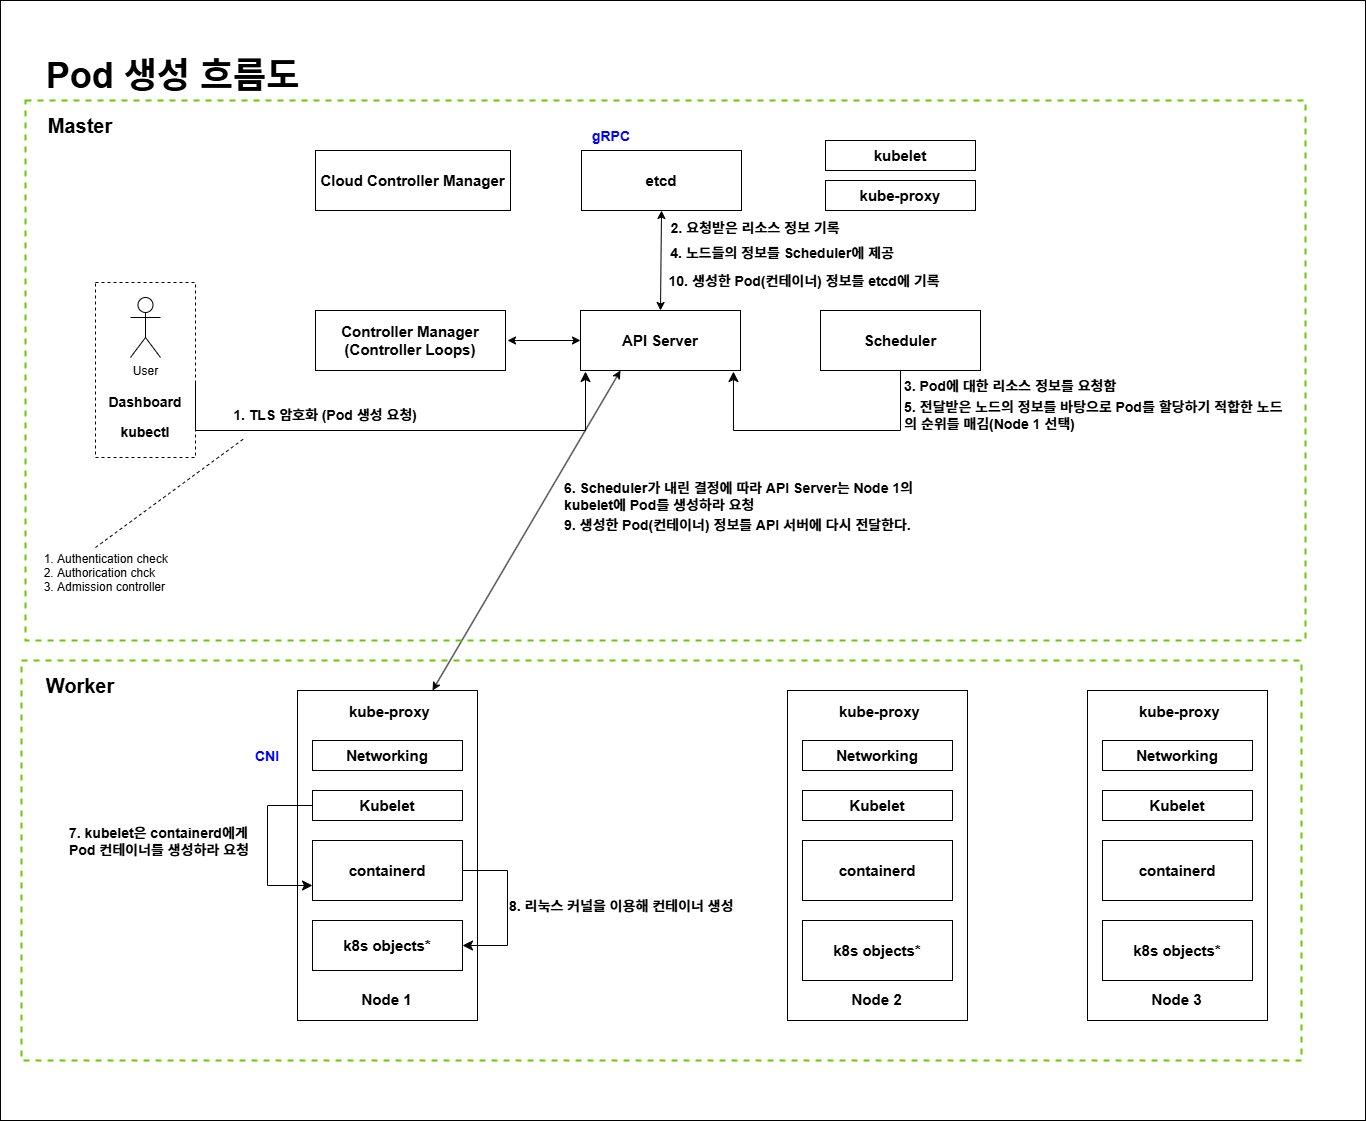 Pod 생성 흐름도
Master
gRPC
Cloud Controller Manager
etcd
kubelet
kube-proxy
2. 요청받은 리소스 정보 기록
4. 노드들의 정보를 Scheduler에 제공
10. 생성한 Pod(컨테이너) 정보를 etcd에 기록
Controller Manager
(Controller Loops)
API Server
Scheduler
User
Dashboard
kubectl
1. TLS 암호화 (Pod 생성 요청)
3. Pod에 대한 리소스 정보를 요청함
5. 전달받은 노드의 정보를 바탕으로 Pod를 할당하기 적합한 노드
의 순위를 매김(Node 1 선택)
6. Scheduler가 내린 결정에 따라 API Server는 Node 1의
kubelet에 Pod를 생성하라 요청
9. 생성한 Pod(컨테이너) 정보를 API 서버에 다시 전달한다.
1. Authentication check
2. Authorication chck
3. Admission controller
Worker
kube-proxy
CNI
Networking
Kubelet
7. kubelet은 containerd에게
Pod 컨테이너를 생성하라 요청
containerd
8. 리눅스 커널을 이용해 컨테이너 생성
k8s objects*
Node 1
kube-proxy
Networking
Kubelet
containerd
k8s objects*
Node 2
kube-proxy
Networking
Kubelet
containerd
k8s objects*
Node 3